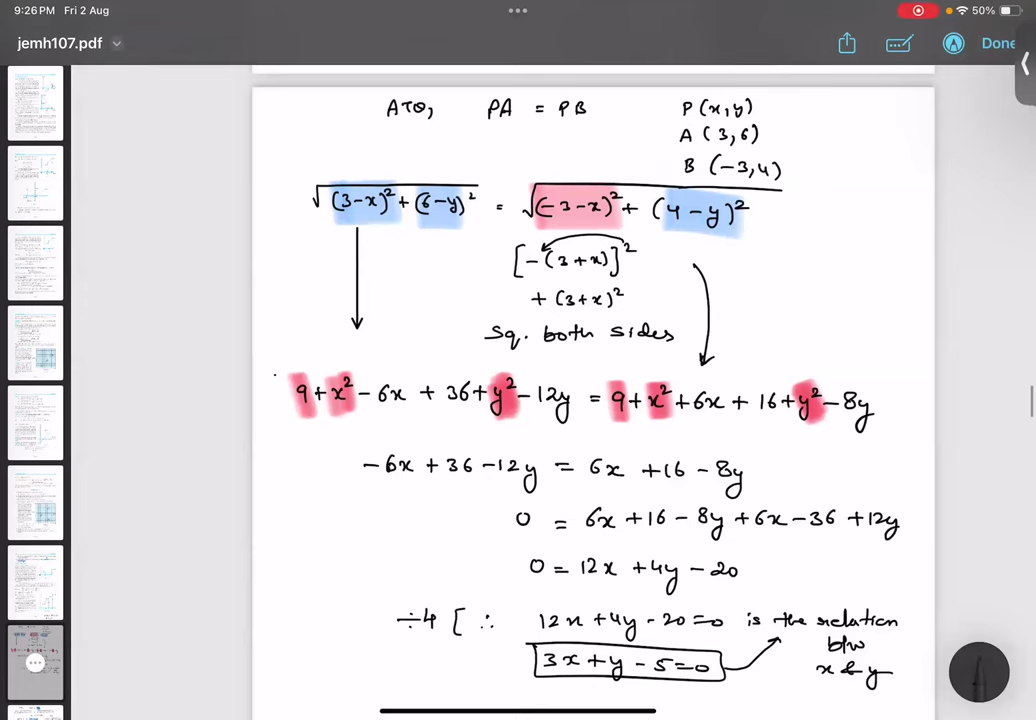 9:26 PM Fri 2 Aug
50%
jemh107.pdf
Done
ATQ, PA = PB
P (x, y)
A (3, 6)
B (-3, 4)
√(3-x)² + (6-y)² = √(-3-x)² + (4-y)²
[-(3+x)]²
+ (3+x)²
Sq. both sides
9 + x² - 6x + 36 + y² - 12y = 9 + x² + 6x + 16 + y² - 8y
-6x + 36 - 12y = 6x + 16 - 8y
0 = 6x + 16 - 8y + 6x - 36 + 12y
0 = 12x + 4y - 20
÷4 [ ∴ 12x + 4y - 20 = 0 is the relation
b/w
3x + y - 5 = 0
x & y